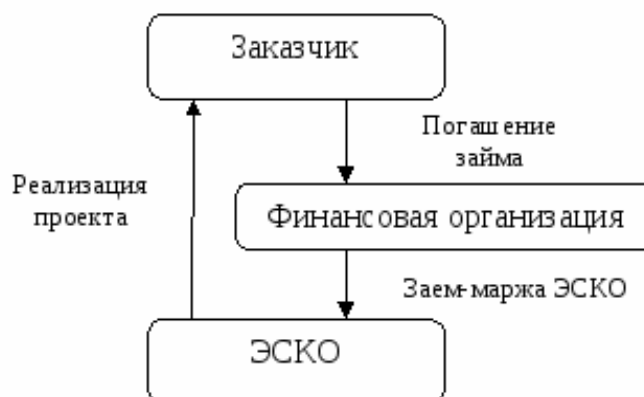 Заказчик
Погашение
займа
Реализация
проекта
Финансовая организация
Заем-маржа ЭСКО
ЭСКО